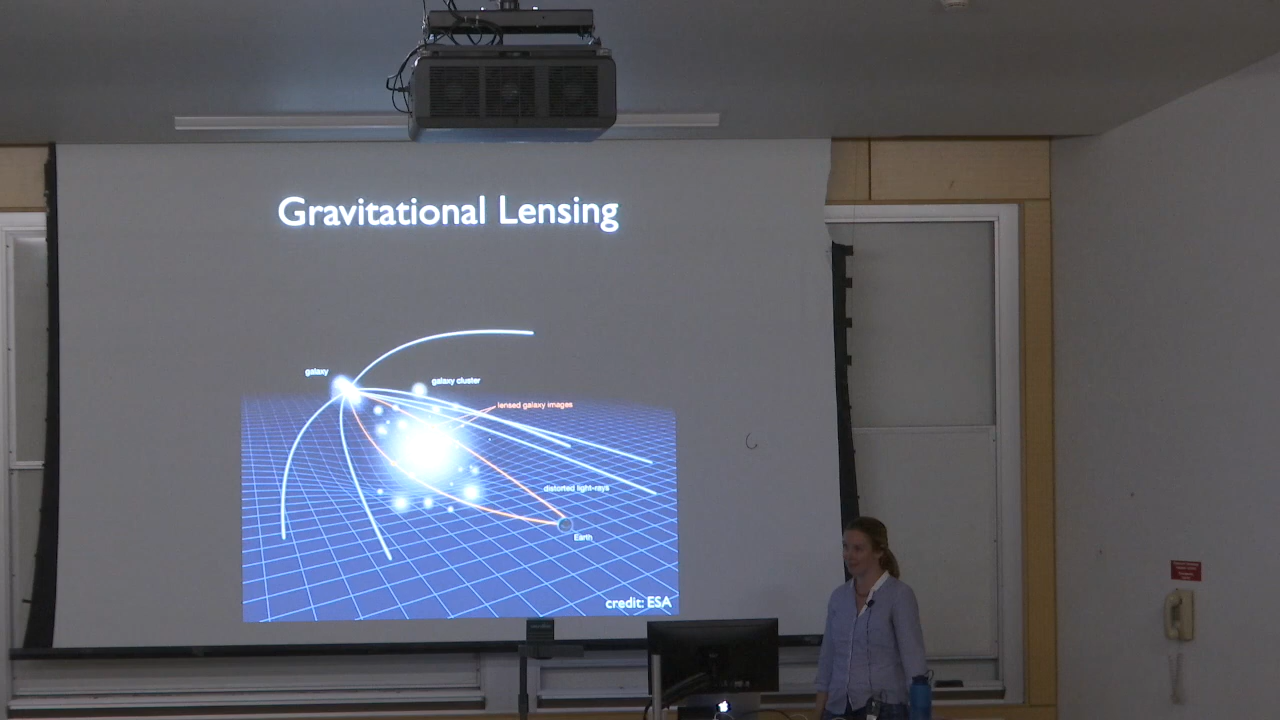 Gravitational Lensing
galaxy
galaxy cluster
lensed galaxy images
distorted light-rays
Earth
credit: ESA